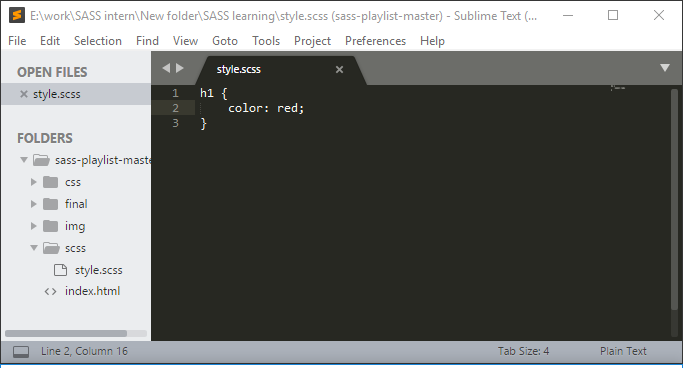 E:\work\SASS intern\New folder\SASS learning\style.scss (sass-playlist-master) - Sublime Text (...
File Edit Selection Find View Goto Tools Project Preferences Help
OPEN FILES
style.scss
FOLDERS
sass-playlist-maste
css
final
img
scss
style.scss
index.html
style.scss
1 h1 {
2 color: red;
3 }
Line 2, Column 16
Tab Size: 4
Plain Text